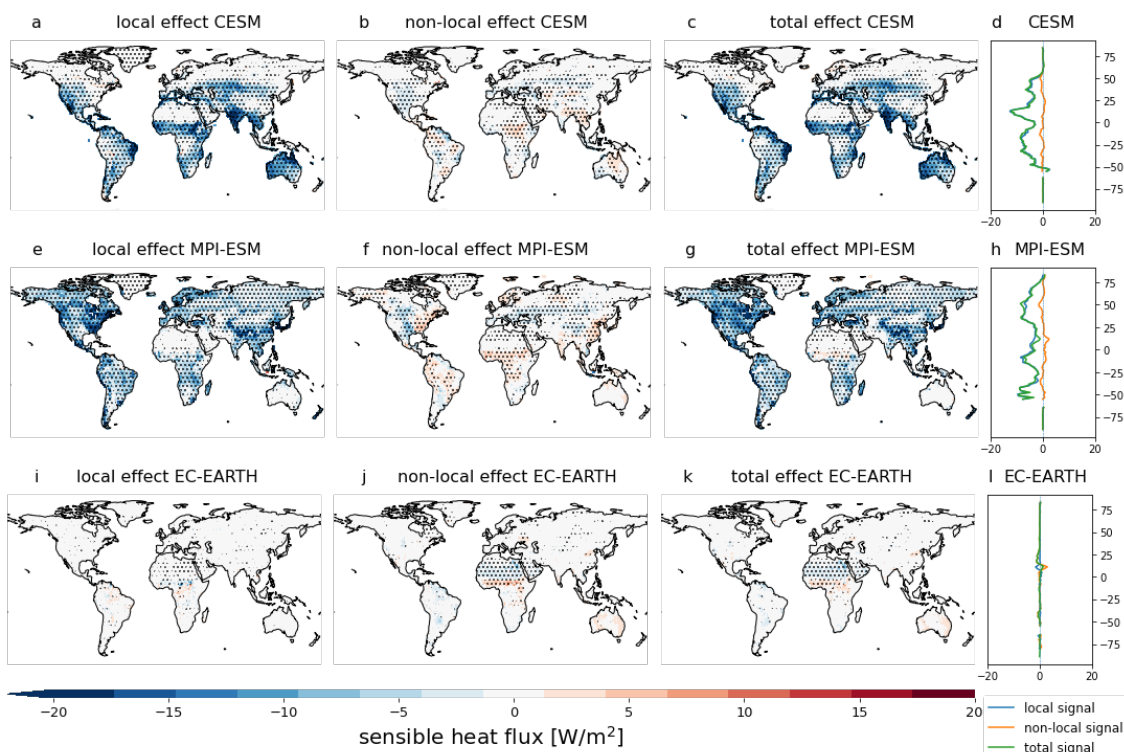 a local effect CESM b non-local effect CESM c total effect CESM d CESM
75
50
25
0
−25
−50
−75
−20 0 20
e local effect MPI-ESM f non-local effect MPI-ESM g total effect MPI-ESM h MPI-ESM
75
50
25
0
−25
−50
−75
−20 0 20
i local effect EC-EARTH j non-local effect EC-EARTH k total effect EC-EARTH l EC-EARTH
75
50
25
0
−25
−50
−75
−20 0 20
−20 −15 −10 −5 0 5 10 15 20
sensible heat flux [W/m²]
local signal
non-local signal
total signal